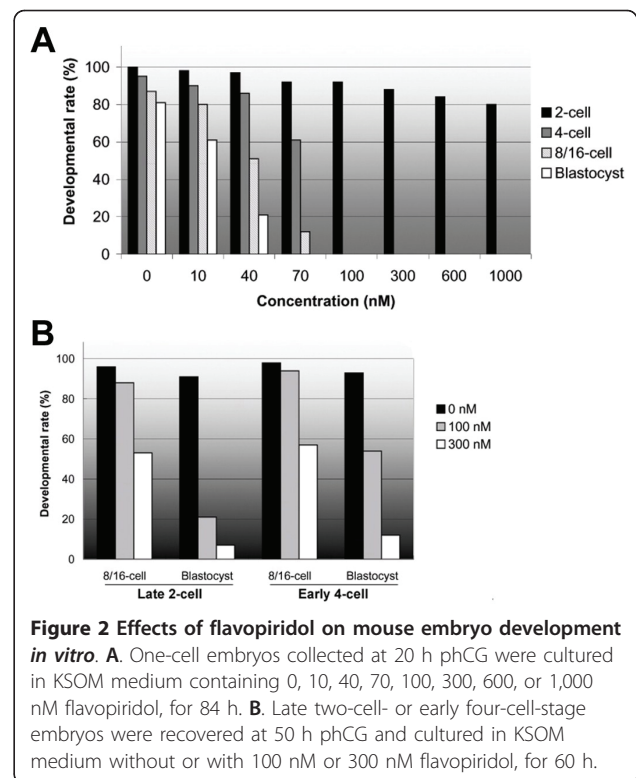 A
Developmental rate (%)
100
80
60
40
20
0
0 10 40 70 100 300 600 1000
Concentration (nM)
2-cell
4-cell
8/16-cell
Blastocyst
B
Developmental rate (%)
100
80
60
40
20
0
8/16-cell Blastocyst 8/16-cell Blastocyst
Late 2-cell Early 4-cell
0 nM
100 nM
300 nM
Figure 2 Effects of flavopiridol on mouse embryo development
in vitro. A. One-cell embryos collected at 20 h phCG were cultured
in KSOM medium containing 0, 10, 40, 70, 100, 300, 600, or 1,000
nM flavopiridol, for 84 h. B. Late two-cell- or early four-cell-stage
embryos were recovered at 50 h phCG and cultured in KSOM
medium without or with 100 nM or 300 nM flavopiridol, for 60 h.